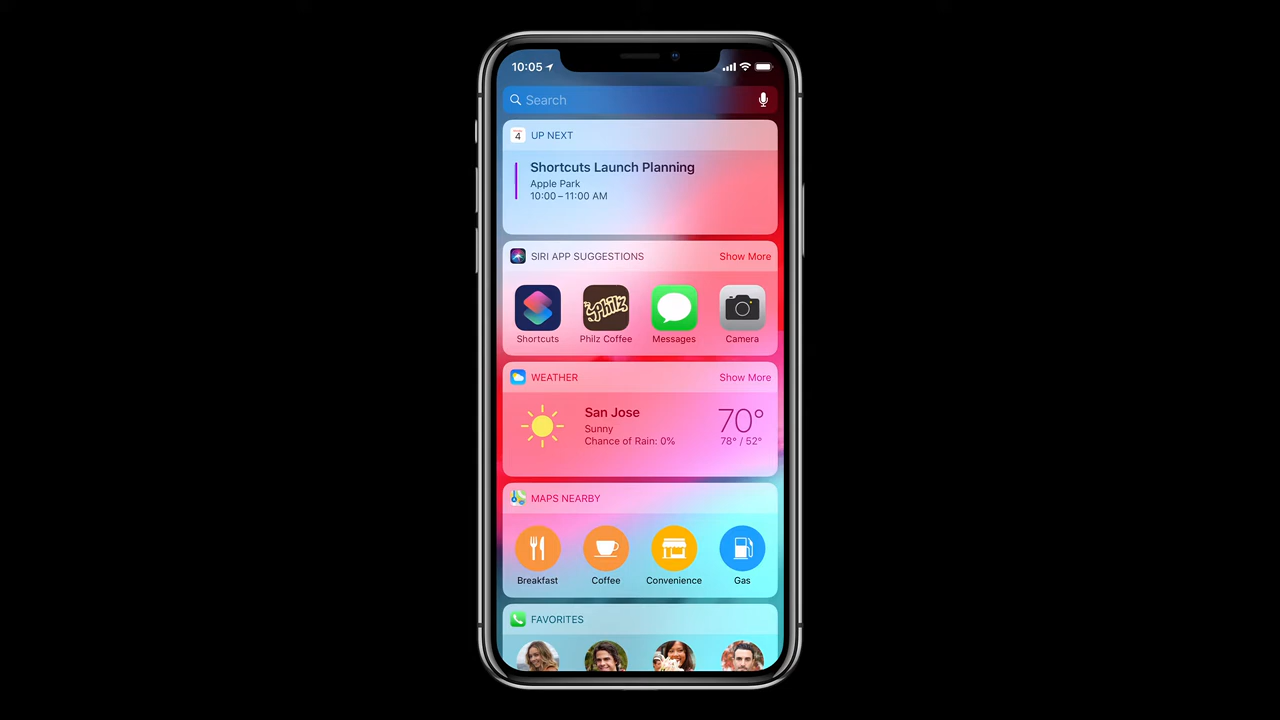 10:05
Search
4
UP NEXT
Shortcuts Launch Planning
Apple Park
10:00 – 11:00 AM
SIRI APP SUGGESTIONS
Show More
Philz
Shortcuts
Philz Coffee
Messages
Camera
WEATHER
Show More
San Jose
70°
Sunny
Chance of Rain: 0%
78° / 52°
MAPS NEARBY
Breakfast
Coffee
Convenience
Gas
FAVORITES